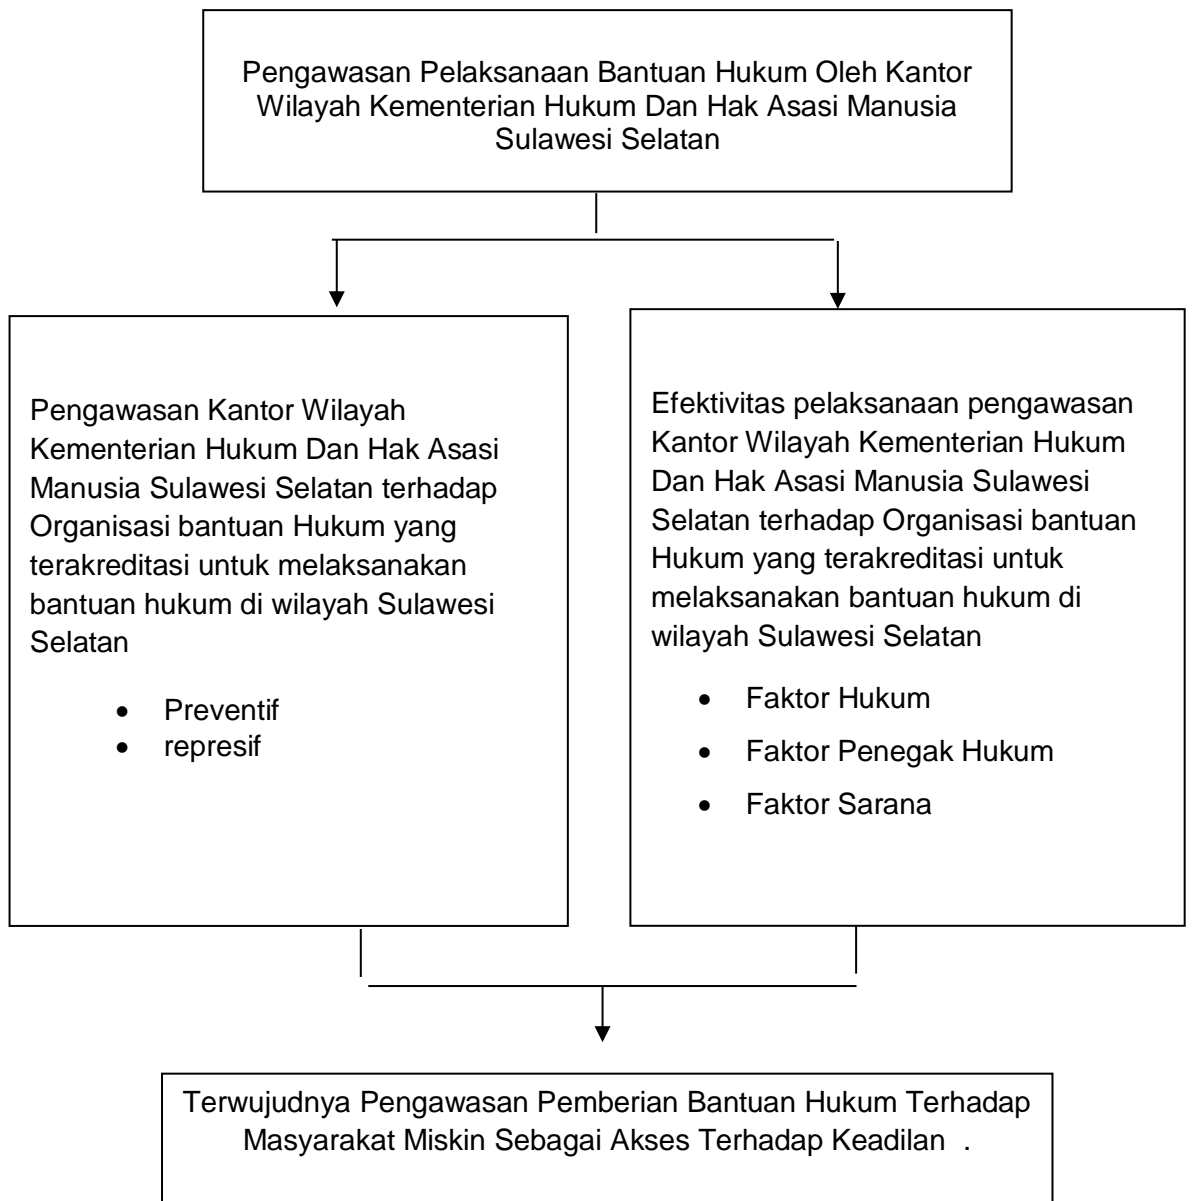 Pengawasan Pelaksanaan Bantuan Hukum Oleh Kantor
Wilayah Kementerian Hukum Dan Hak Asasi Manusia
Sulawesi Selatan
Pengawasan Kantor Wilayah
Kementerian Hukum Dan Hak Asasi
Manusia Sulawesi Selatan terhadap
Organisasi bantuan Hukum yang
terakreditasi untuk melaksanakan
bantuan hukum di wilayah Sulawesi
Selatan
• Preventif
• represif
Efektivitas pelaksanaan pengawasan
Kantor Wilayah Kementerian Hukum
Dan Hak Asasi Manusia Sulawesi
Selatan terhadap Organisasi bantuan
Hukum yang terakreditasi untuk
melaksanakan bantuan hukum di
wilayah Sulawesi Selatan
• Faktor Hukum
• Faktor Penegak Hukum
• Faktor Sarana
Terwujudnya Pengawasan Pemberian Bantuan Hukum Terhadap
Masyarakat Miskin Sebagai Akses Terhadap Keadilan .